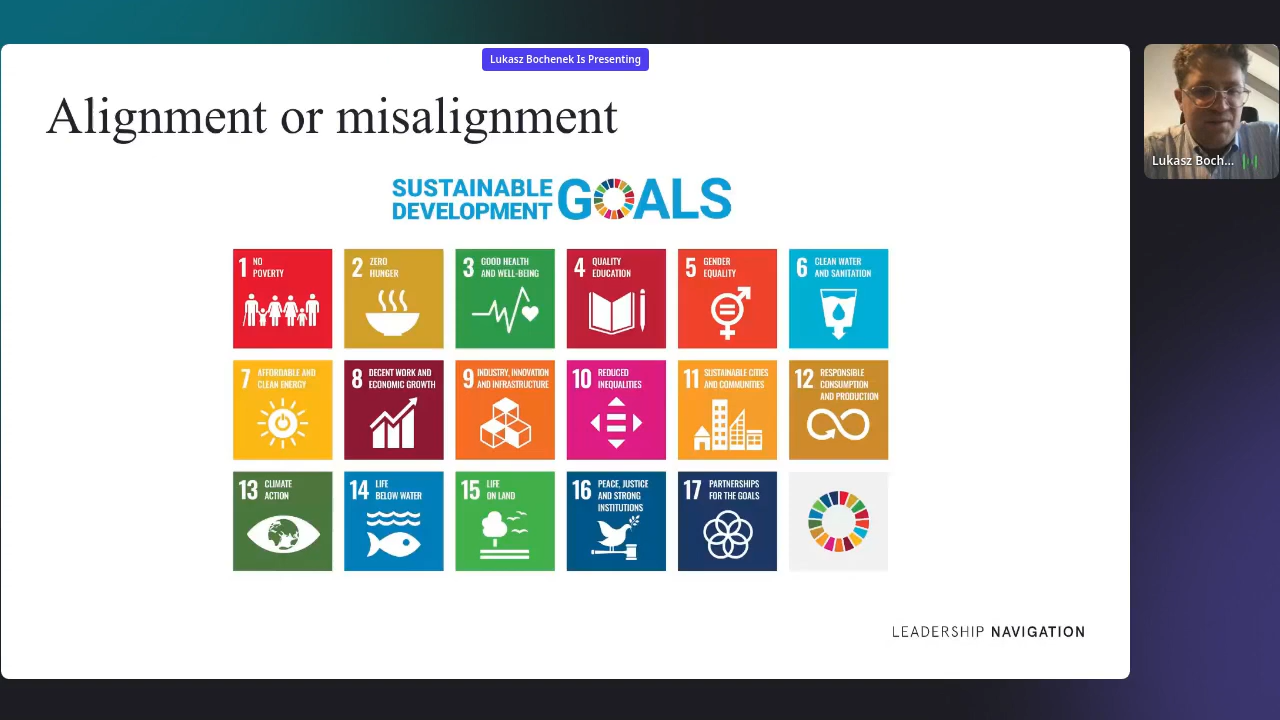 Lukasz Bochenek Is Presenting
Alignment or misalignment
Lukasz Boch...
SUSTAINABLE
DEVELOPMENT
GOALS
1 NO
POVERTY
2 ZERO
HUNGER
3 GOOD HEALTH
AND WELL-BEING
4 QUALITY
EDUCATION
5 GENDER
EQUALITY
6 CLEAN WATER
AND SANITATION
7 AFFORDABLE AND
CLEAN ENERGY
8 DECENT WORK AND
ECONOMIC GROWTH
9 INDUSTRY, INNOVATION
AND INFRASTRUCTURE
10 REDUCED
INEQUALITIES
11 SUSTAINABLE CITIES
AND COMMUNITIES
12 RESPONSIBLE
CONSUMPTION
AND PRODUCTION
13 CLIMATE
ACTION
14 LIFE
BELOW WATER
15 LIFE
ON LAND
16 PEACE, JUSTICE
AND STRONG
INSTITUTIONS
17 PARTNERSHIPS
FOR THE GOALS
LEADERSHIP NAVIGATION